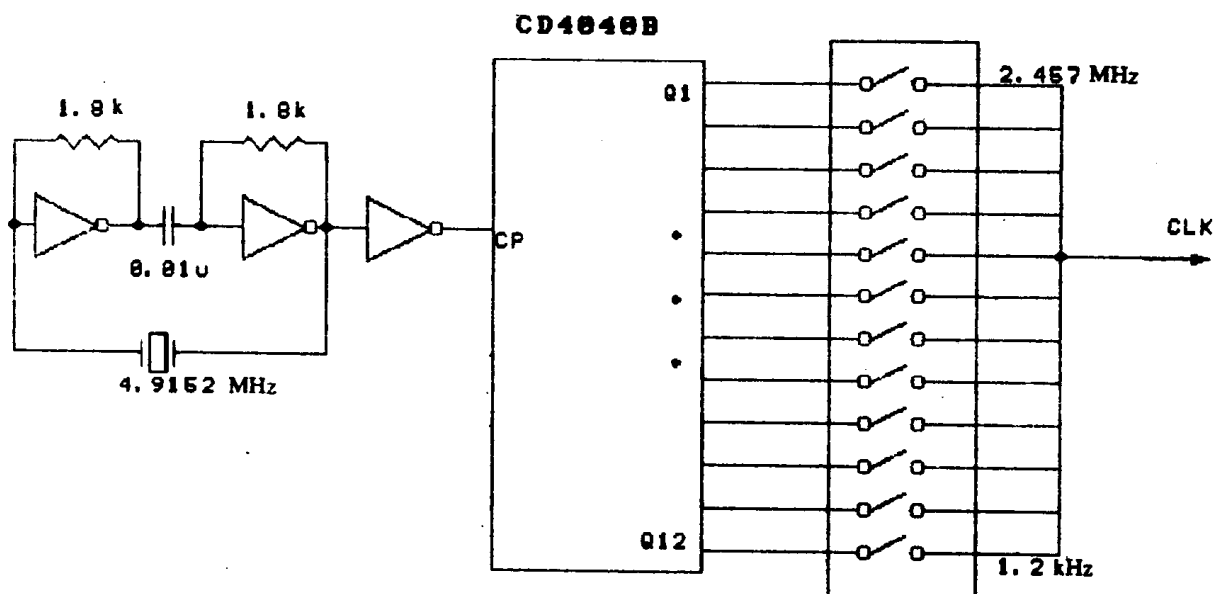 CD4040B
Q1
2.457 MHz
1.8k
1.8k
CP
CLK
0.01u
4.9152 MHz
Q12
1.2 kHz